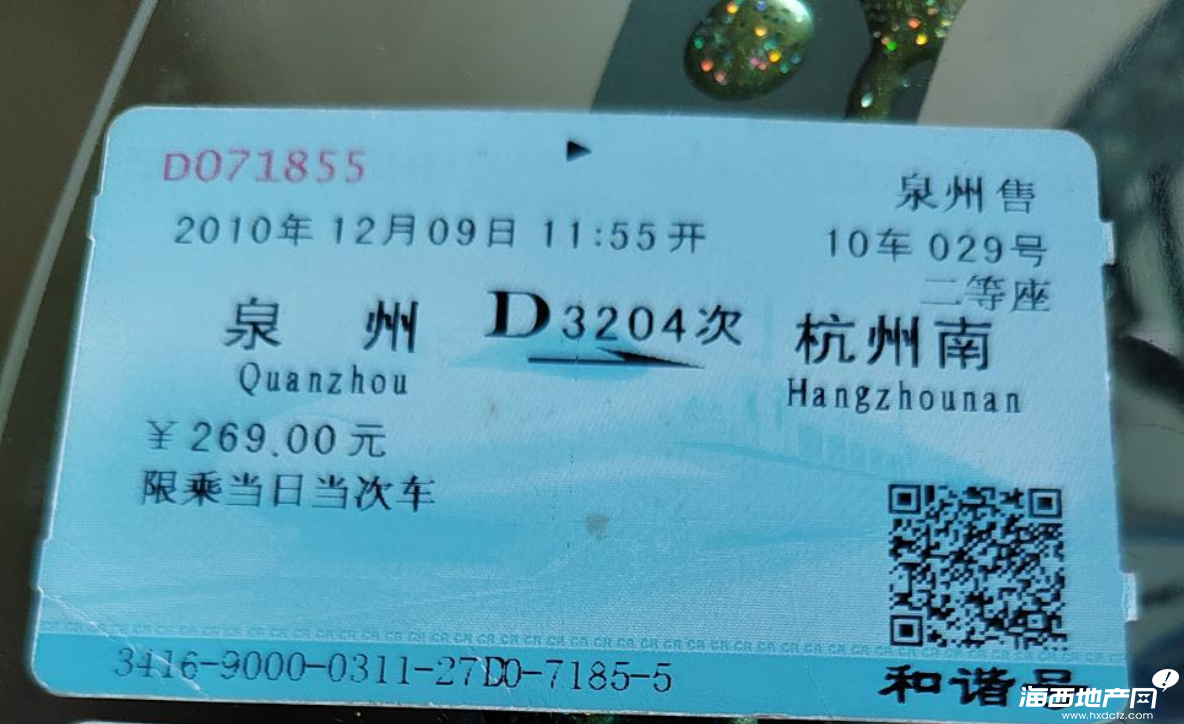 D071855
泉州售
2010年12月09日 11:55开
10车029号
二等座
泉 州 D3204次 杭州南
Quanzhou Hangzhounan
￥269.00元
限乘当日当次车
3416-9000-0311-27D0-7185-5
和谐号
海西地产网
www.hxdctz.com